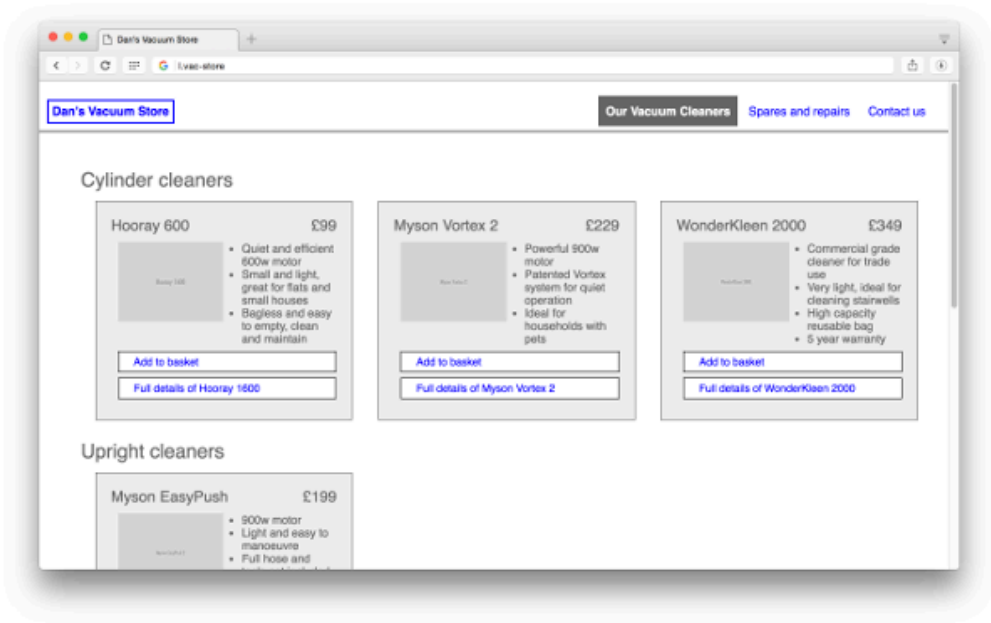 Dan's Vacuum Store
l.vac-store
Dan's Vacuum Store
Our Vacuum Cleaners
Spares and repairs
Contact us
Cylinder cleaners
Hooray 600
£99
Quiet and efficient
600w motor
Small and light,
great for flats and
small houses
Bagless and easy
to empty, clean
and maintain
Add to basket
Full details of Hooray 1600
Myson Vortex 2
£229
Powerful 900w
motor
Patented Vortex
system for quiet
operation
Ideal for
households with
pets
Add to basket
Full details of Myson Vortex 2
WonderKleen 2000
£349
Commercial grade
cleaner for trade
use
Very light, ideal for
cleaning stairwells
High capacity
reusable bag
5 year warranty
Add to basket
Full details of WonderKleen 2000
Upright cleaners
Myson EasyPush
£199
900w motor
Light and easy to
manoeuvre
Full hose and